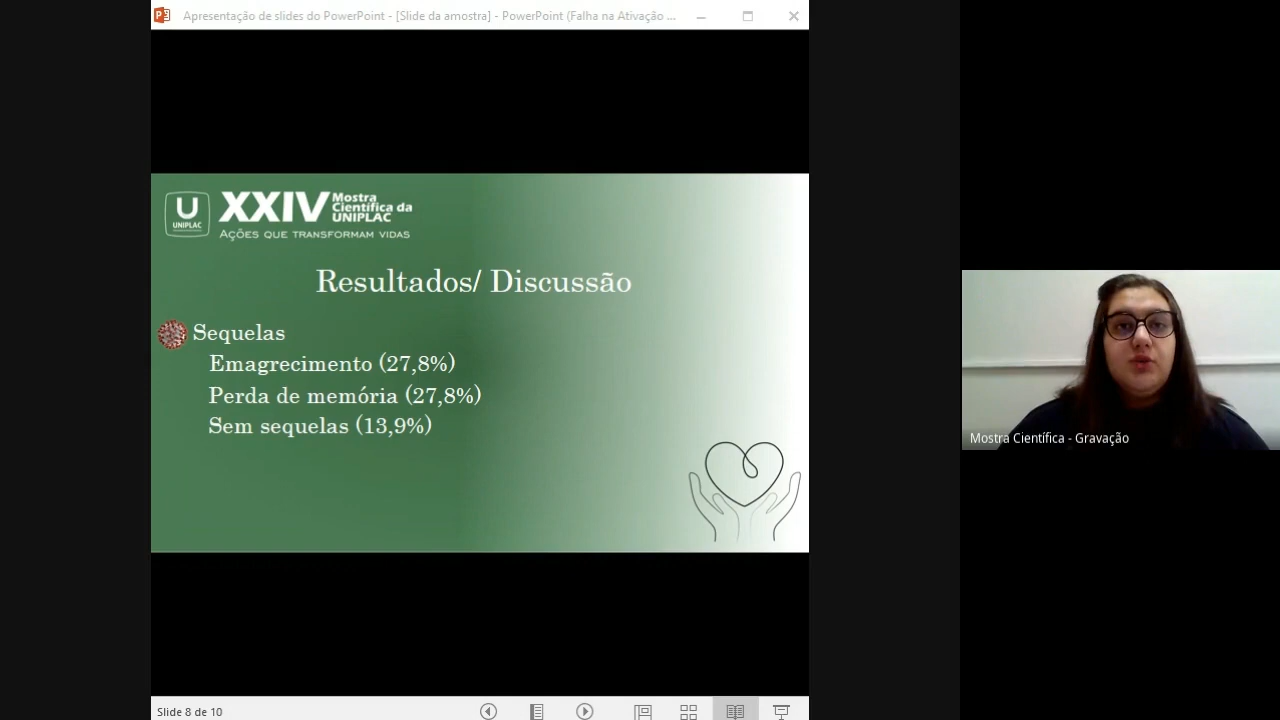 Apresentação de slides do PowerPoint - [Slide da amostra] - PowerPoint (Falha na Ativação ...
U
UNIPLAC
XXIV
Mostra
Científica da
UNIPLAC
AÇÕES QUE TRANSFORMAM VIDAS
Resultados/ Discussão
Sequelas
Emagrecimento (27,8%)
Perda de memória (27,8%)
Sem sequelas (13,9%)
Mostra Científica - Gravação
Slide 8 de 10